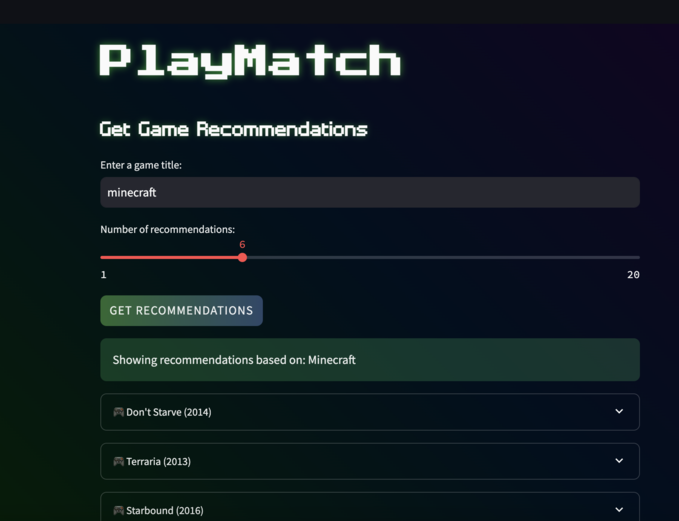 PlayMatch
Get Game Recommendations
Enter a game title:
minecraft
Number of recommendations:
6
1 20
GET RECOMMENDATIONS
Showing recommendations based on: Minecraft
Don't Starve (2014)
Terraria (2013)
Starbound (2016)